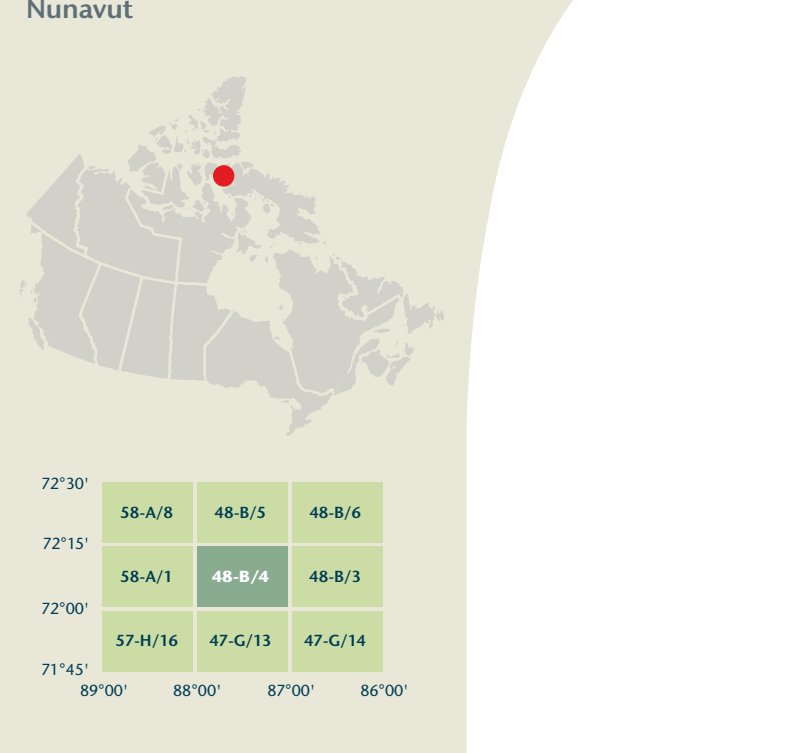 Nunavut
72°30'
58-A/8 48-B/5 48-B/6
72°15'
58-A/1 48-B/4 48-B/3
72°00'
57-H/16 47-G/13 47-G/14
71°45'
89°00' 88°00' 87°00' 86°00'